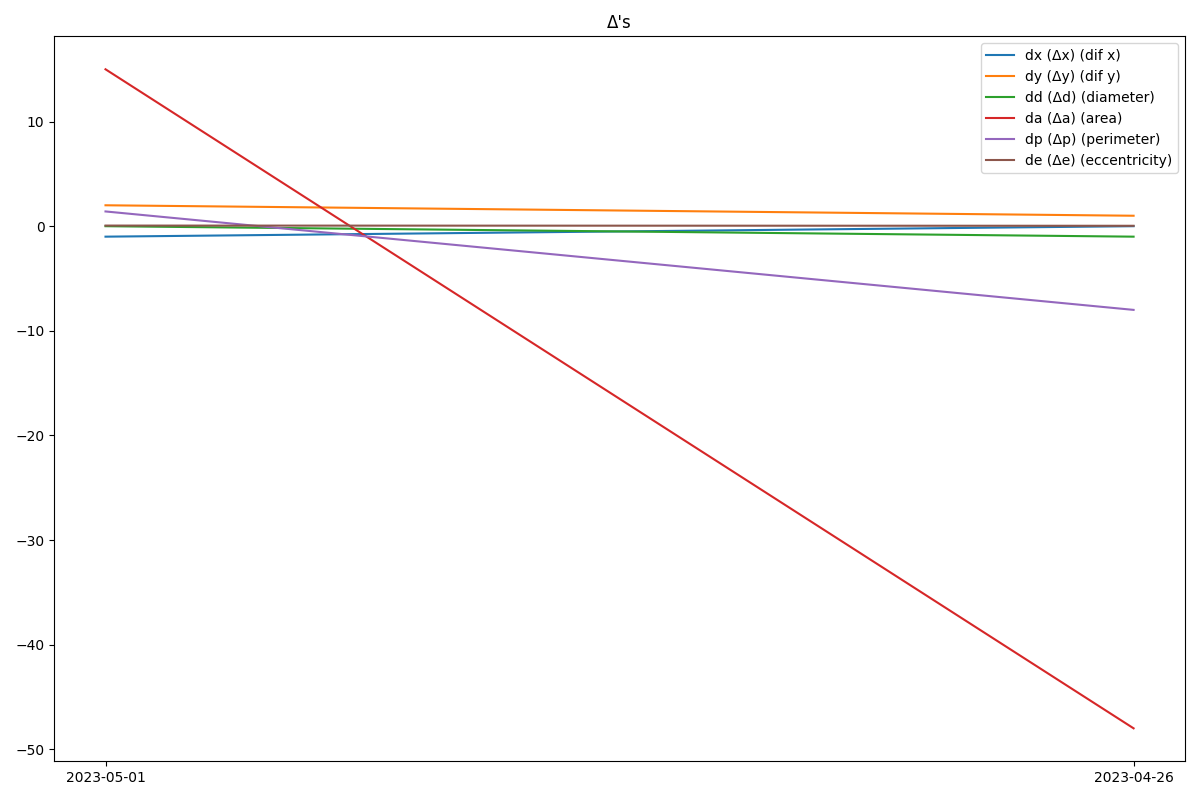 Δ's
dx (Δx) (dif x)
dy (Δy) (dif y)
dd (Δd) (diameter)
da (Δa) (area)
dp (Δp) (perimeter)
de (Δe) (eccentricity)
10
0
−10
−20
−30
−40
−50
2023-05-01
2023-04-26